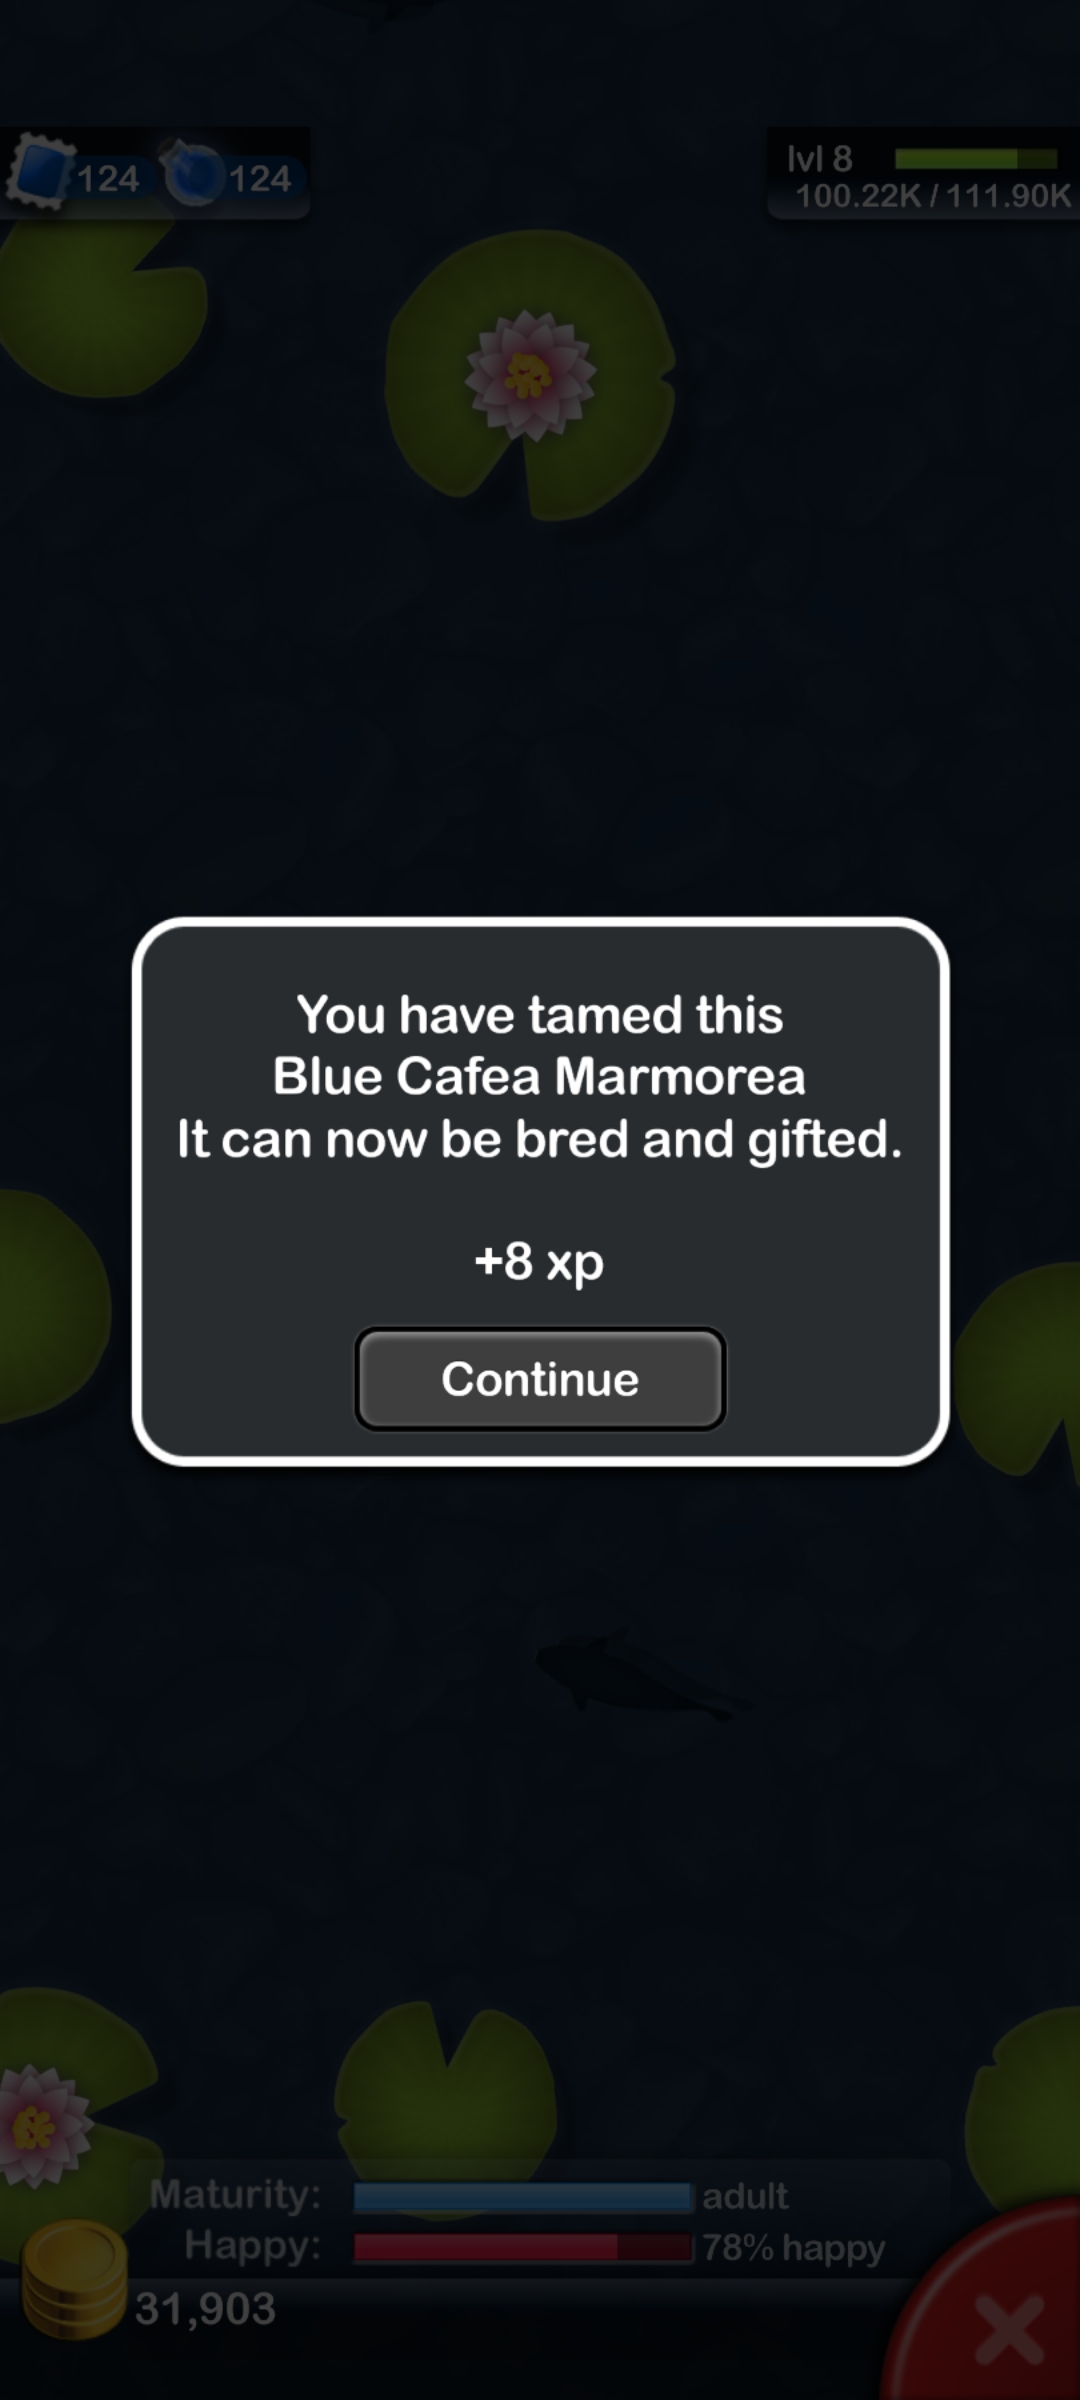 124
124
lvl 8
100.22K / 111.90K
You have tamed this
Blue Cafea Marmorea
It can now be bred and gifted.
+8 xp
Continue
Maturity: adult
Happy: 78% happy
31,903